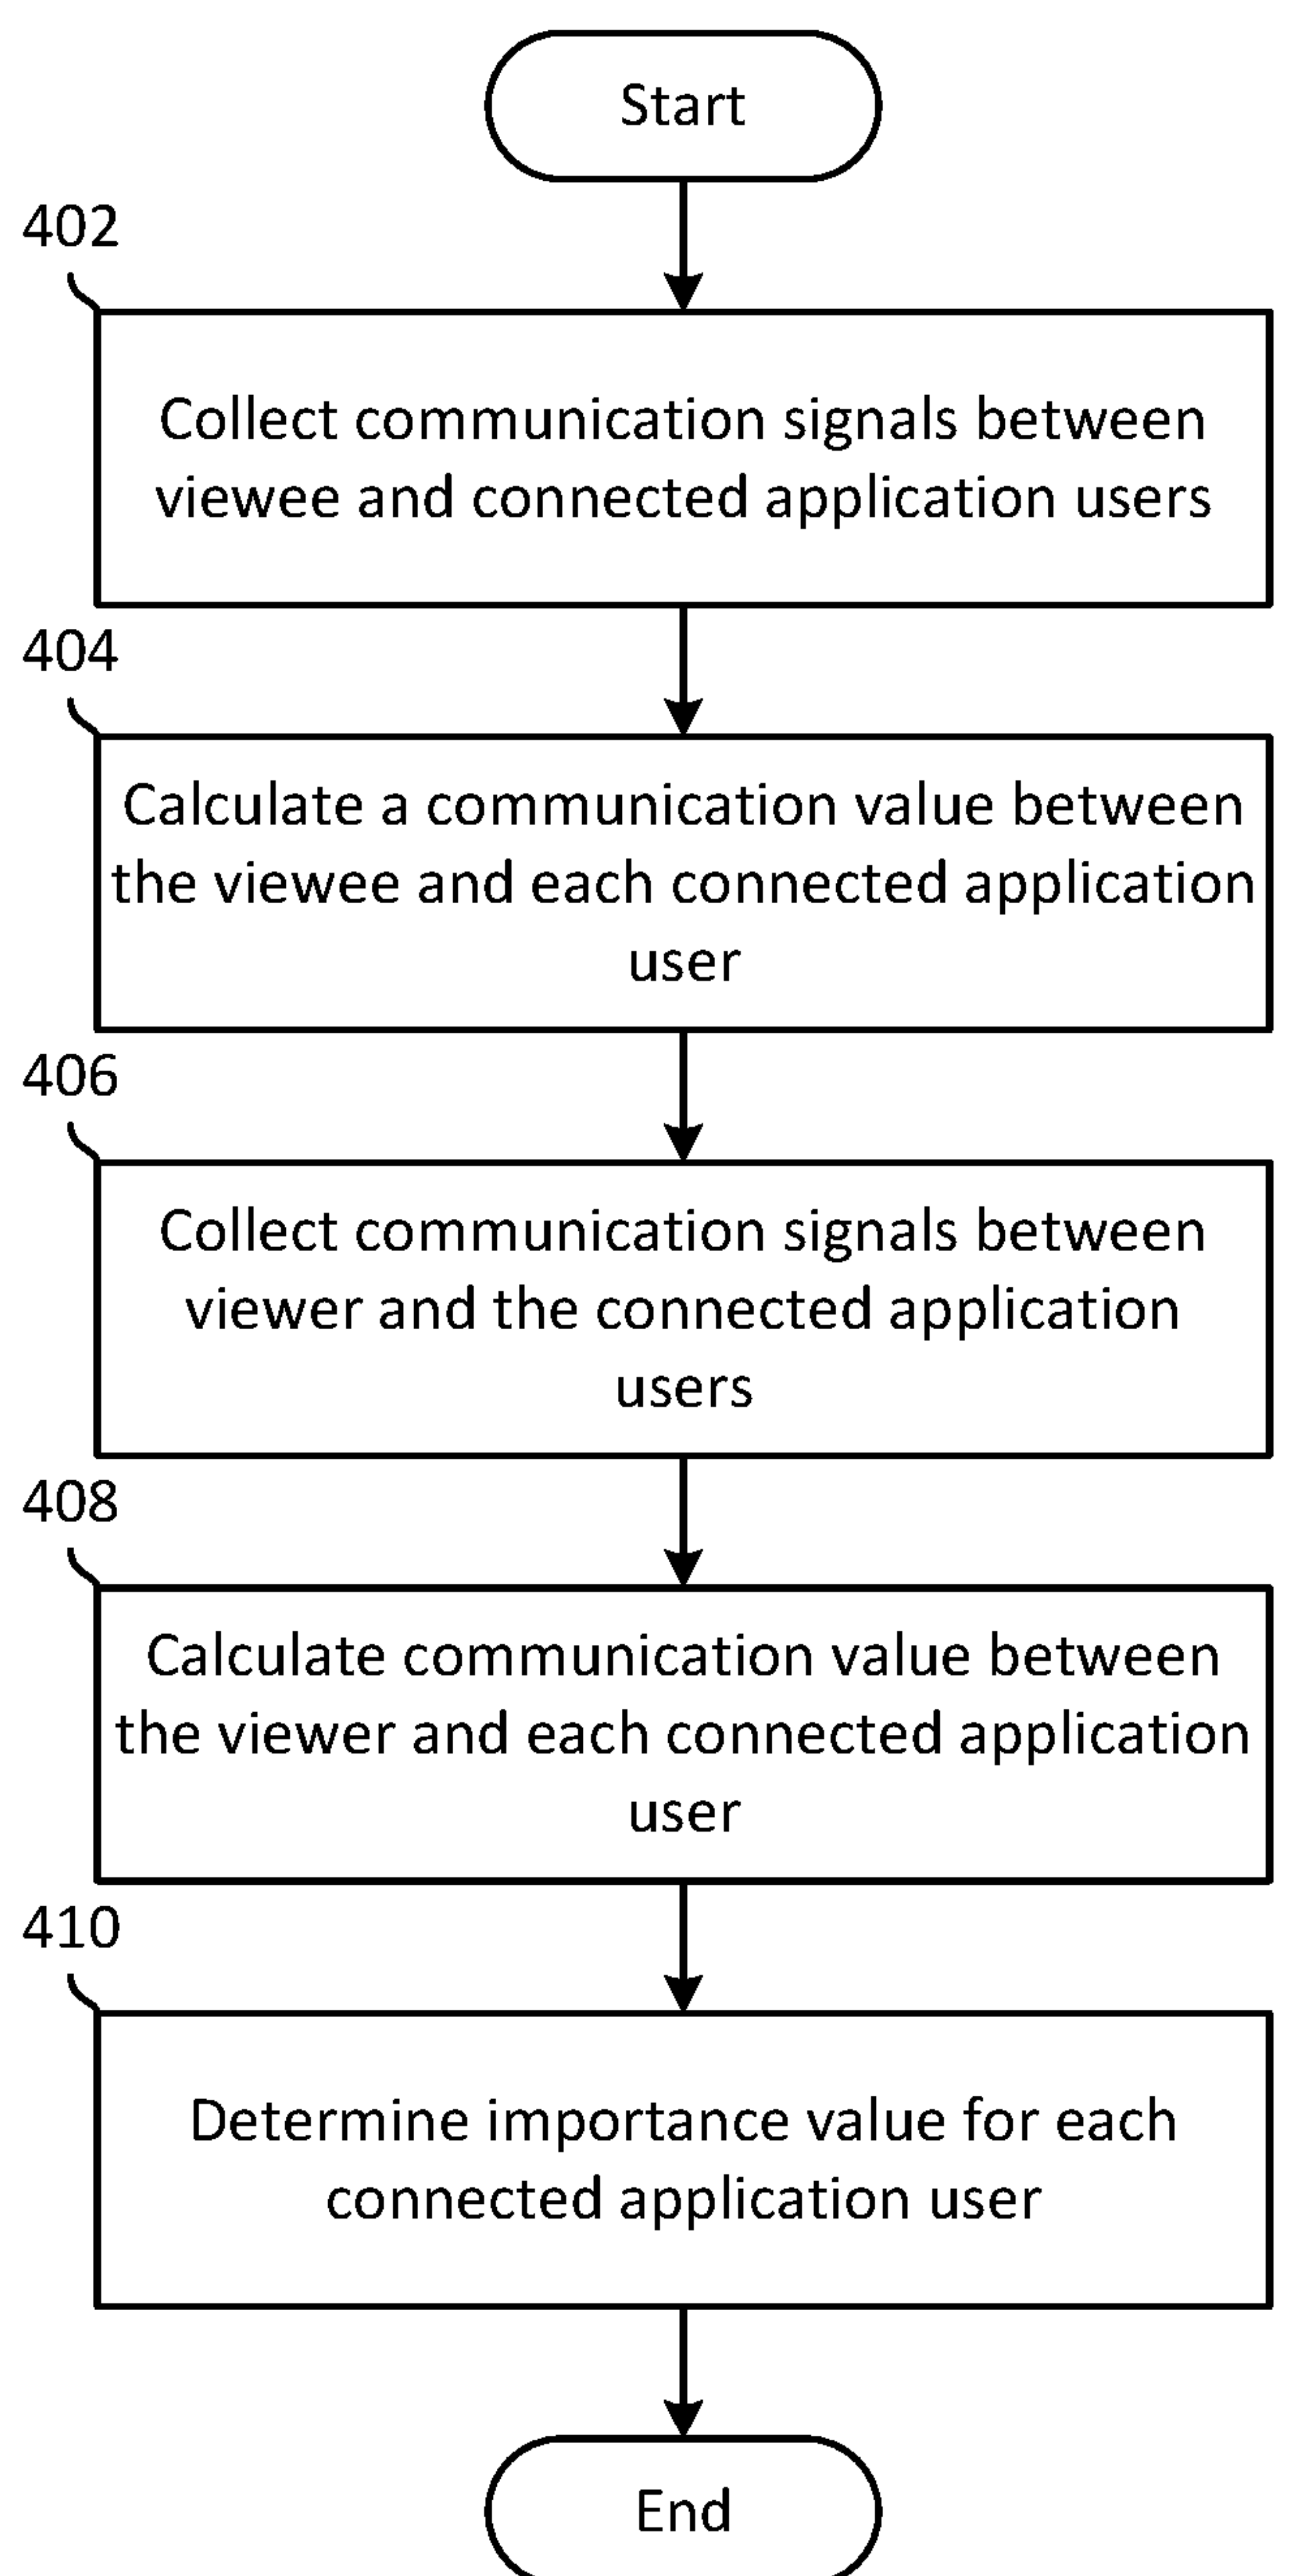 Start
402
Collect communication signals between
viewee and connected application users
404
Calculate a communication value between
the viewee and each connected application
user
406
Collect communication signals between
viewer and the connected application
users
408
Calculate communication value between
the viewer and each connected application
user
410
Determine importance value for each
connected application user
End